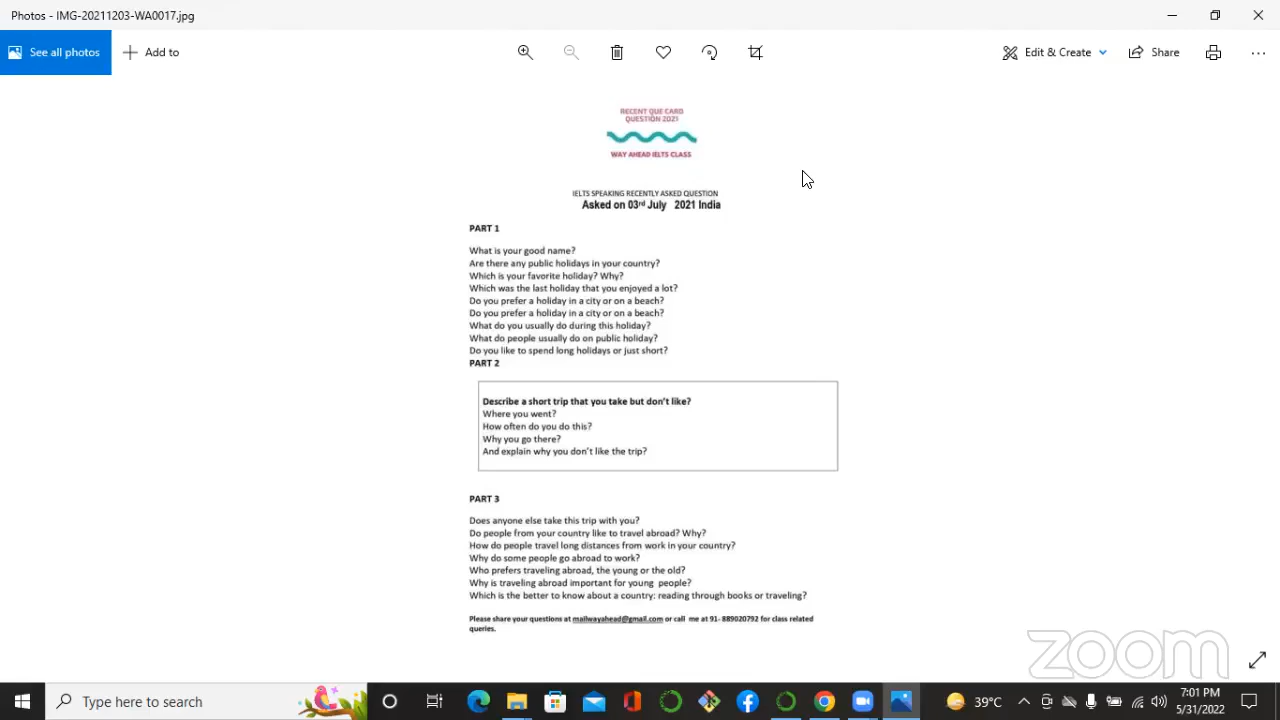 Photos - IMG-20211203-WA0017.jpg
See all photos
Add to
Edit & Create
Share
RECENT QUE CARD
QUESTION 2021
WAY AHEAD IELTS CLASS
IELTS SPEAKING RECENTLY ASKED QUESTION
Asked on 03rd July 2021 India
PART 1
What is your good name?
Are there any public holidays in your country?
Which is your favorite holiday? Why?
Which was the last holiday that you enjoyed a lot?
Do you prefer a holiday in a city or on a beach?
Do you prefer a holiday in a city or on a beach?
What do you usually do during this holiday?
What do people usually do on public holiday?
Do you like to spend long holidays or just short?
PART 2
Describe a short trip that you take but don't like?
Where you went?
How often do you do this?
Why you go there?
And explain why you don't like the trip?
PART 3
Does anyone else take this trip with you?
Do people from your country like to travel abroad? Why?
How do people travel long distances from work in your country?
Why do some people go abroad to work?
Who prefers traveling abroad, the young or the old?
Why is traveling abroad important for young people?
Which is the better to know about a country: reading through books or traveling?
Please share your questions at mailwayahead@gmail.com or call me at 91- 889020792 for class related
queries.
zoom
Type here to search
39°C
7:01 PM
5/31/2022